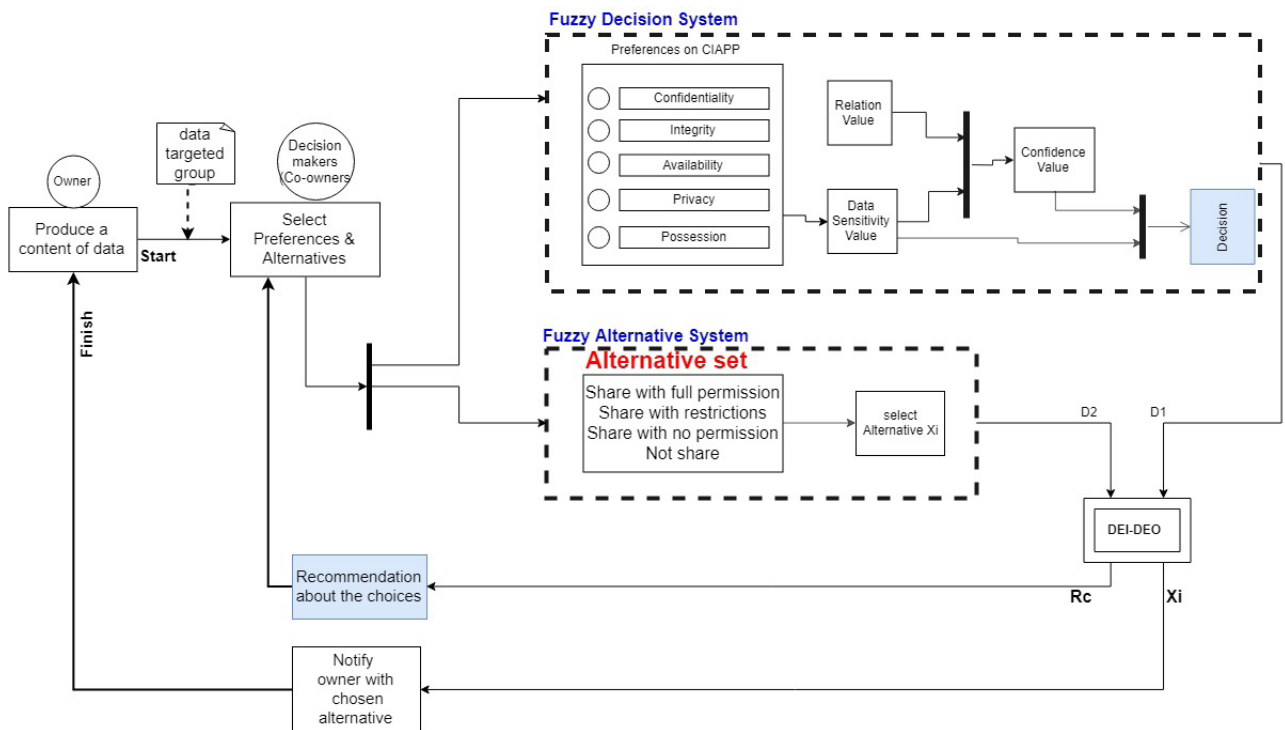 Fuzzy Decision System
Preferences on CIAPP
Confidentiality
Integrity
Availability
Privacy
Possession
Relation
Value
Data
Sensitivity
Value
Confidence
Value
Decision
data
targeted
group
Decision
makers
(Co-owners
Owner
Produce a
content of data
Start
Select
Preferences &
Alternatives
Finish
Fuzzy Alternative System
Alternative set
Share with full permission
Share with restrictions
Share with no permission
Not share
select
Alternative Xi
D2
D1
DEI-DEO
Rc
Xi
Recommendation
about the choices
Notify
owner with
chosen
alternative